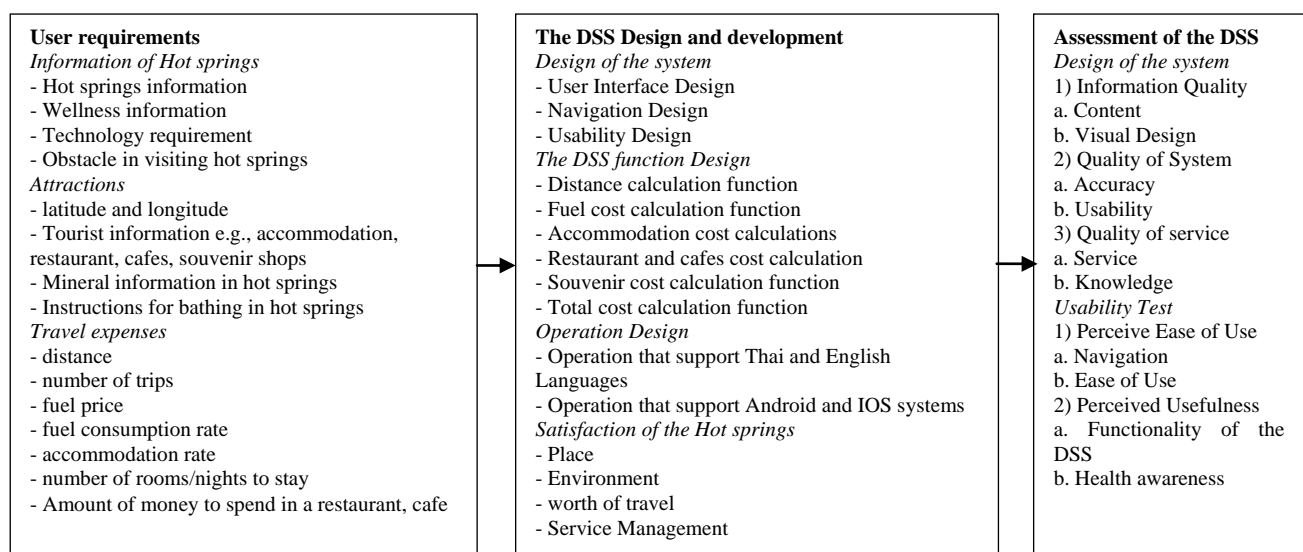 User requirements
Information of Hot springs
- Hot springs information
- Wellness information
- Technology requirement
- Obstacle in visiting hot springs
Attractions
- latitude and longitude
- Tourist information e.g., accommodation,
restaurant, cafes, souvenir shops
- Mineral information in hot springs
- Instructions for bathing in hot springs
Travel expenses
- distance
- number of trips
- fuel price
- fuel consumption rate
- accommodation rate
- number of rooms/nights to stay
- Amount of money to spend in a restaurant, cafe
The DSS Design and development
Design of the system
- User Interface Design
- Navigation Design
- Usability Design
The DSS function Design
- Distance calculation function
- Fuel cost calculation function
- Accommodation cost calculations
- Restaurant and cafes cost calculation
- Souvenir cost calculation function
- Total cost calculation function
Operation Design
- Operation that support Thai and English
Languages
- Operation that support Android and IOS systems
Satisfaction of the Hot springs
- Place
- Environment
- worth of travel
- Service Management
Assessment of the DSS
Design of the system
1) Information Quality
a. Content
b. Visual Design
2) Quality of System
a. Accuracy
b. Usability
3) Quality of service
a. Service
b. Knowledge
Usability Test
1) Perceive Ease of Use
a. Navigation
b. Ease of Use
2) Perceived Usefulness
a. Functionality of the
DSS
b. Health awareness